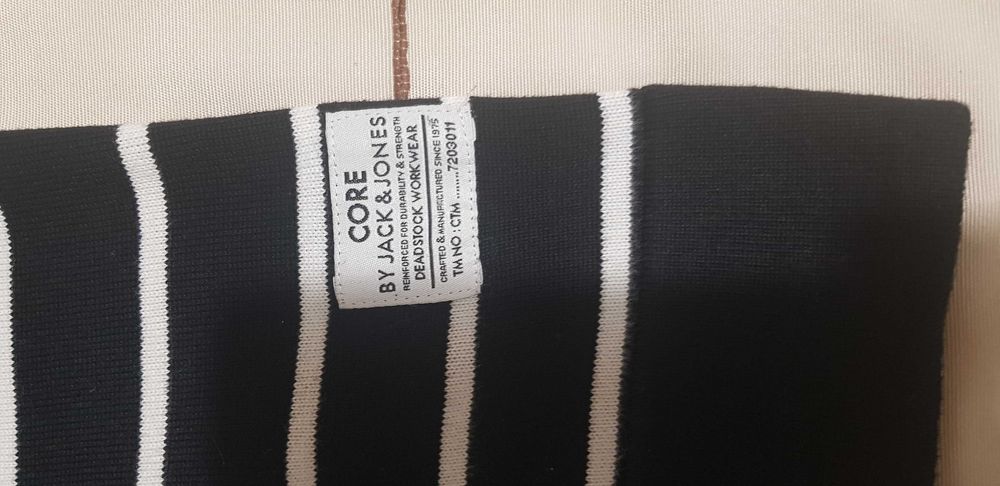 CORE
BY JACK & JONES
REINFORCED FOR DURABILITY & STRENGTH
DEADSTOCK WORKWEAR
CRAFTED & MANUFACTURED SINCE 1975
TM NO : CTM ........7203011